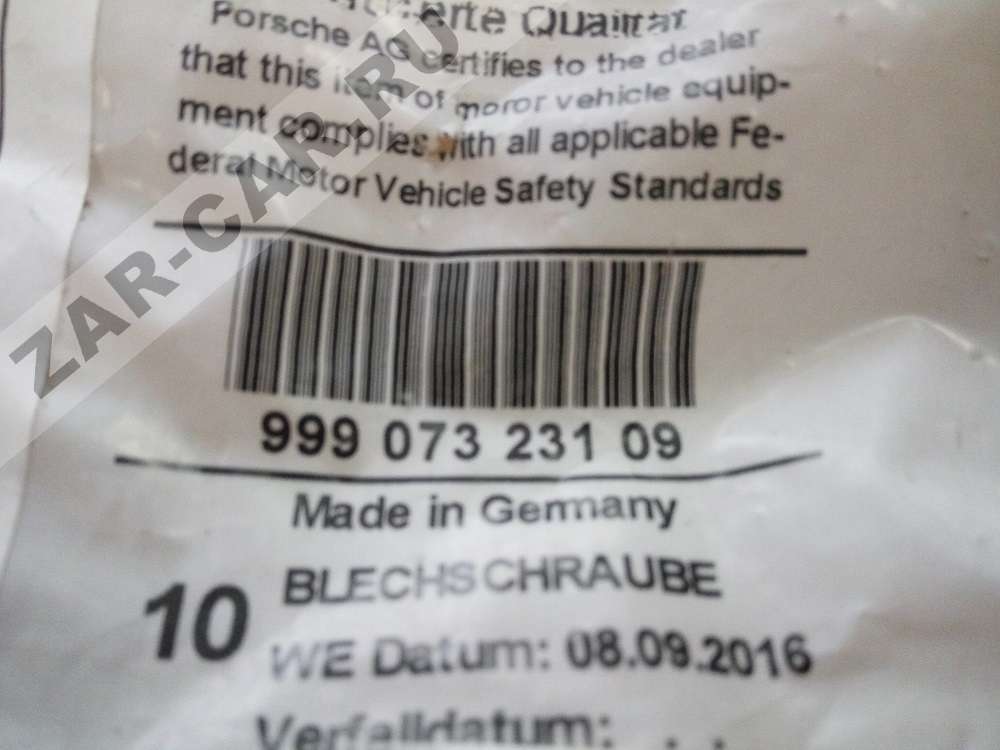 Qualität
Porsche AG certifies to the dealer
that this item of motor vehicle equip-
ment complies with all applicable Fe-
deral Motor Vehicle Safety Standards
999 073 231 09
Made in Germany
10 BLECHSCHRAUBE
WE Datum: 08.09.2016
Verfalldatum: . .
ZAR-CAR.RU